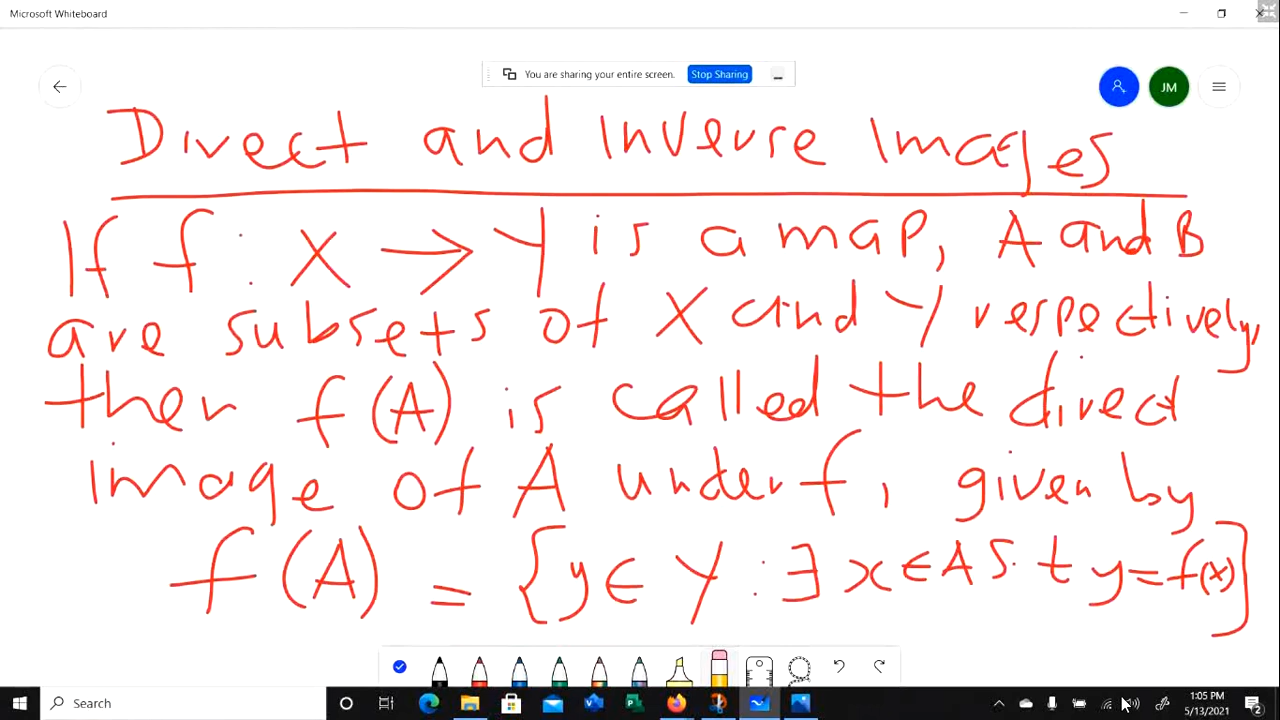 Microsoft Whiteboard
You are sharing your entire screen. Stop Sharing
JM
Direct and Inverse Images
If f : X → Y is a map, A and B
are subsets of X and Y respectively,
then f(A) is called the direct
image of A under f, given by
f(A) = {y ∈ Y : ∃ x ∈ A S.t y = f(x)}
Search
1:05 PM
5/13/2021
2